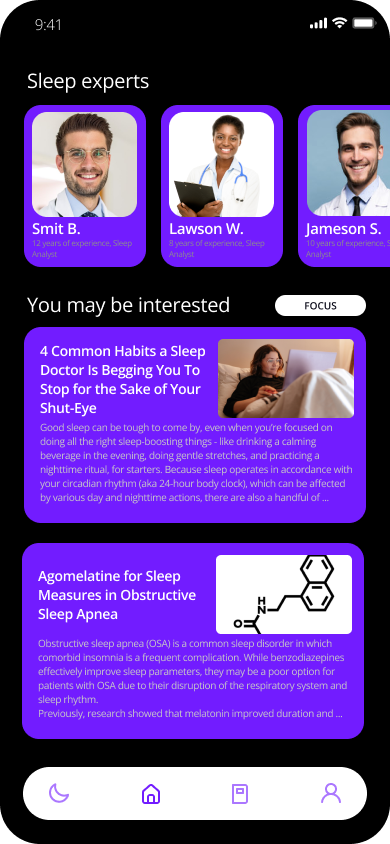 9:41
Sleep experts
Smit B.
12 years of experience, Sleep
Analyst
Lawson W.
8 years of experience, Sleep
Analyst
Jameson S.
10 years of experience, S
Analyst
You may be interested
FOCUS
4 Common Habits a Sleep
Doctor Is Begging You To
Stop for the Sake of Your
Shut-Eye
Good sleep can be tough to come by, even when you're focused on
doing all the right sleep-boosting things - like drinking a calming
beverage in the evening, doing gentle stretches, and practicing a
nighttime ritual, for starters. Because sleep operates in accordance with
your circadian rhythm (aka 24-hour body clock), which can be affected
by various day and nighttime actions, there are also a handful of ...
Agomelatine for Sleep
Measures in Obstructive
Sleep Apnea
H
N
O
Obstructive sleep apnea (OSA) is a common sleep disorder in which
comorbid insomnia is a frequent complication. While benzodiazepines
effectively improve sleep parameters, they may be a poor option for
patients with OSA due to their disruption of the respiratory system and
sleep rhythm.
Previously, research showed that melatonin improved duration and ...